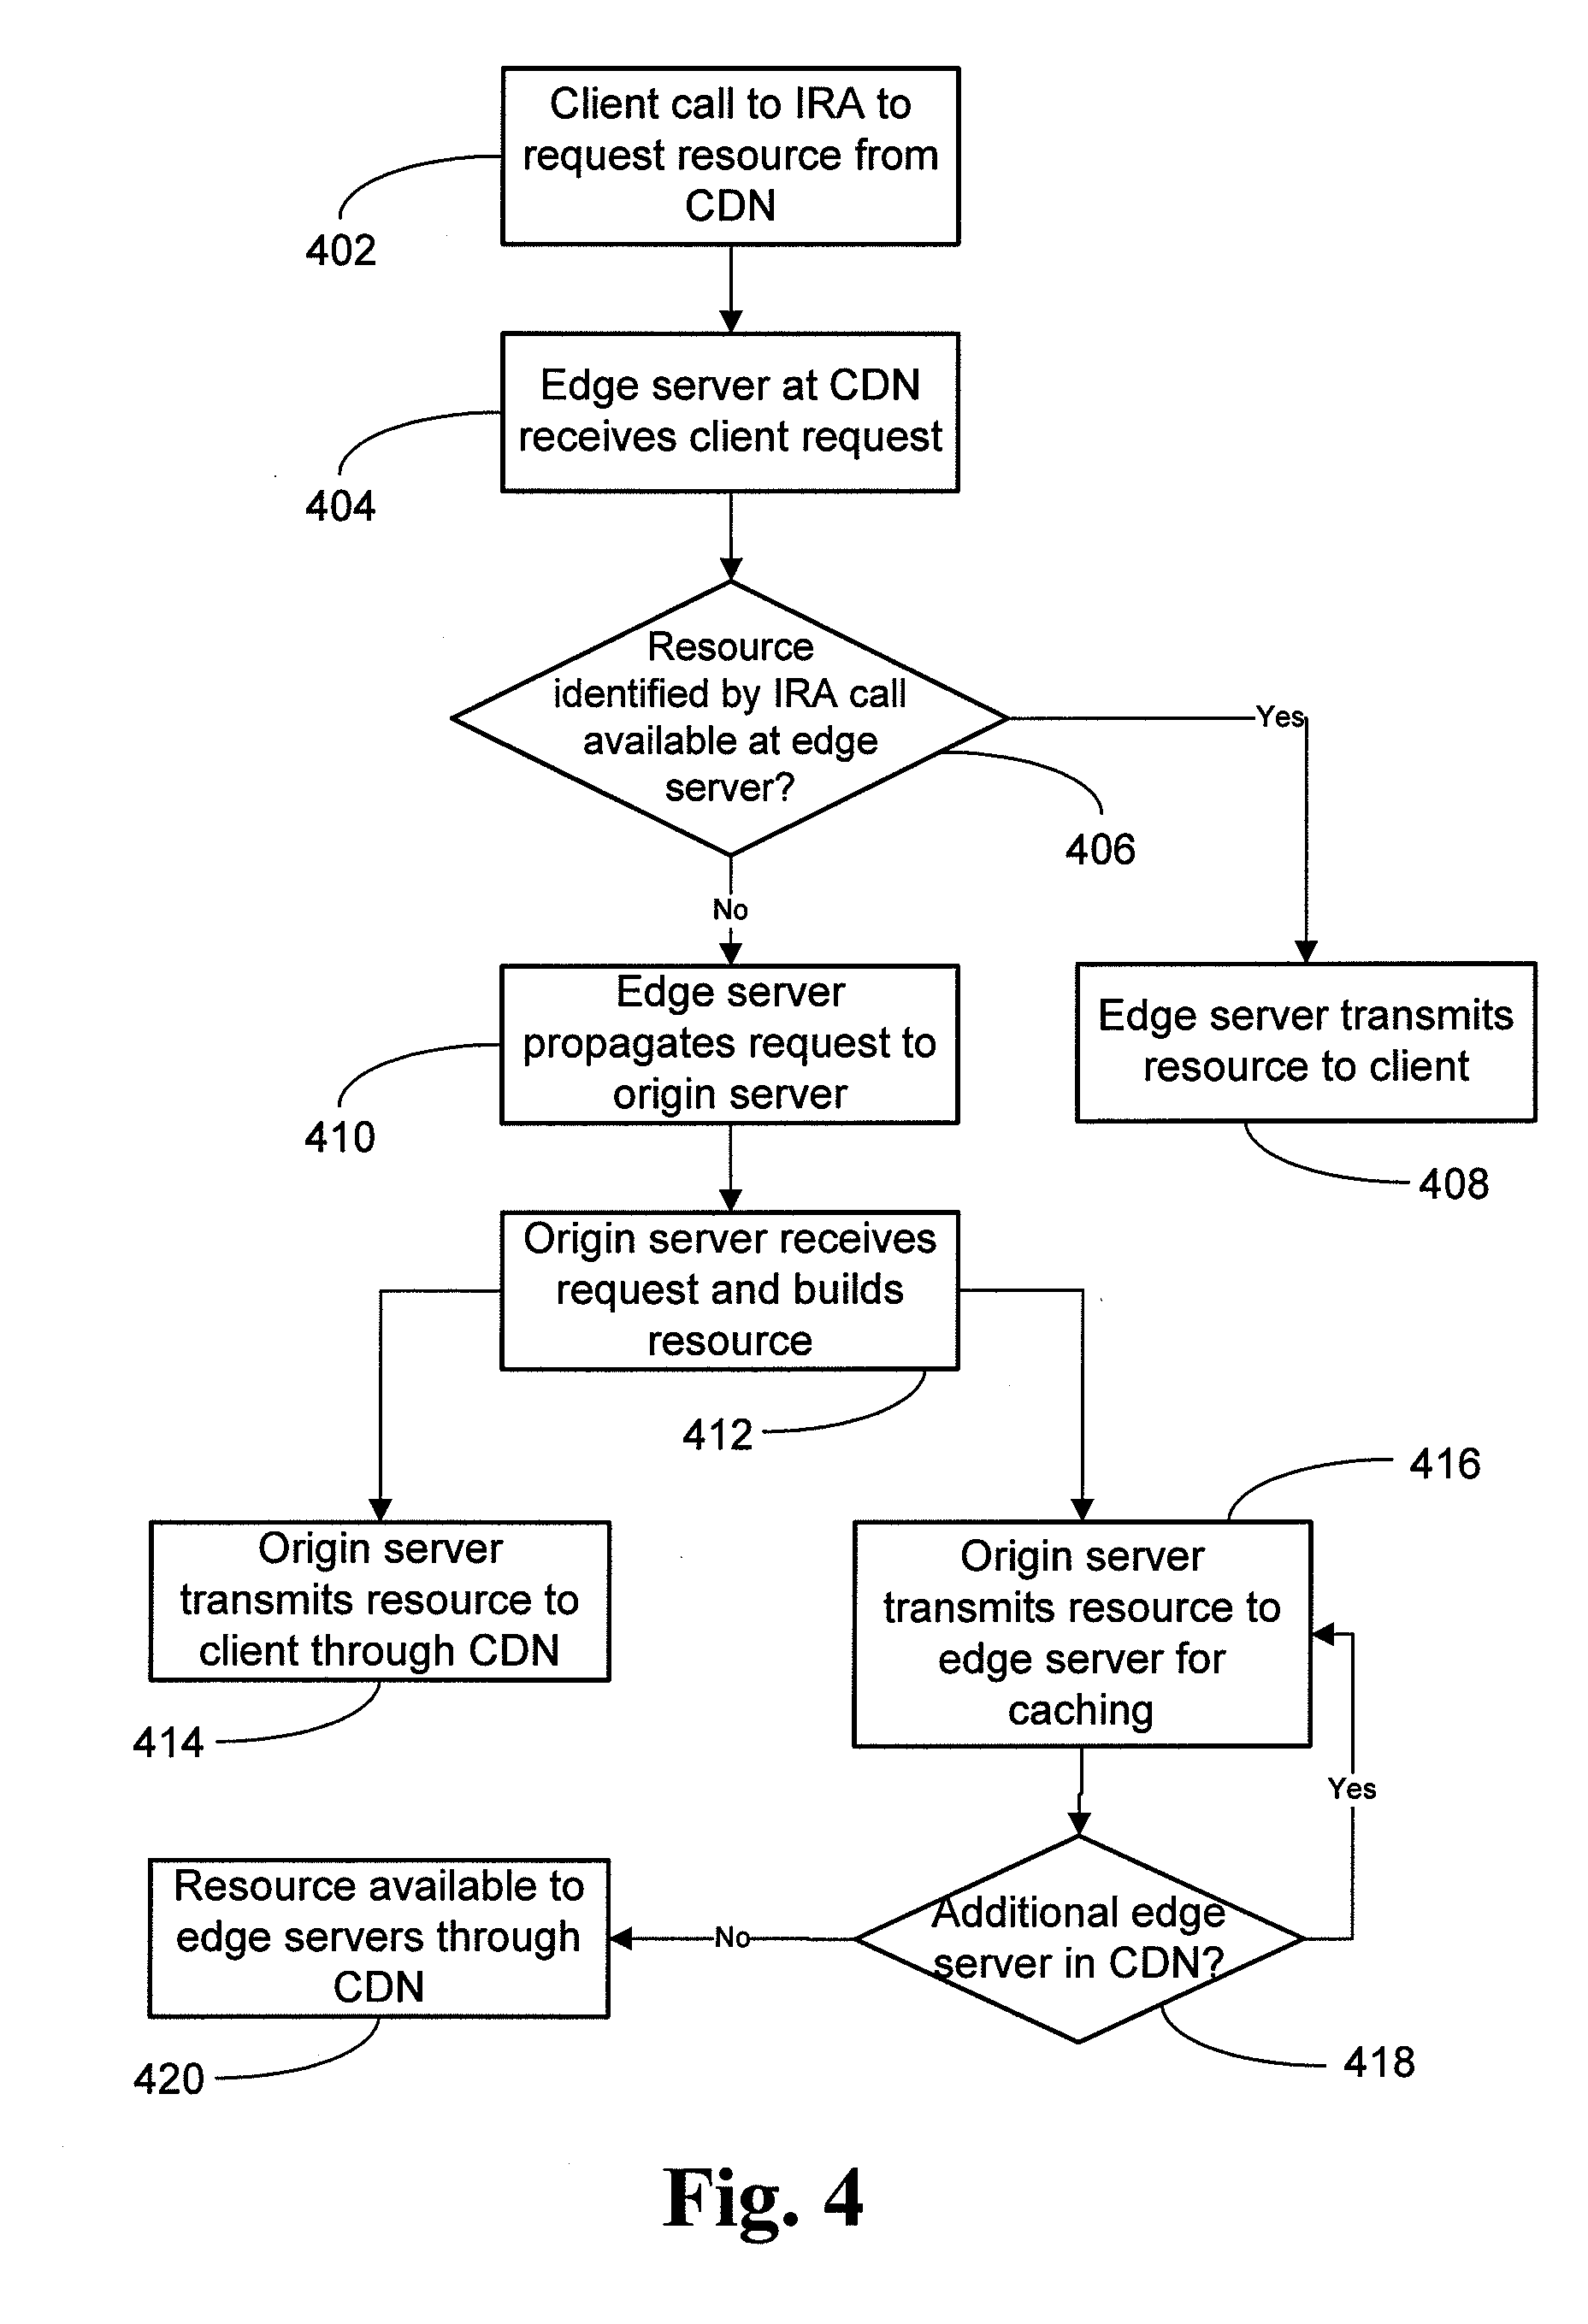 Client call to IRA to
request resource from
CDN
402
Edge server at CDN
receives client request
404
Resource
identified by IRA call
available at edge
server?
Yes
406
No
Edge server
propagates request to
origin server
410
Edge server transmits
resource to client
408
Origin server receives
request and builds
resource
412
416
Origin server
transmits resource to
client through CDN
414
Origin server
transmits resource to
edge server for
caching
Yes
Resource available to
edge servers through
CDN
420
No
Additional edge
server in CDN?
418
Fig. 4